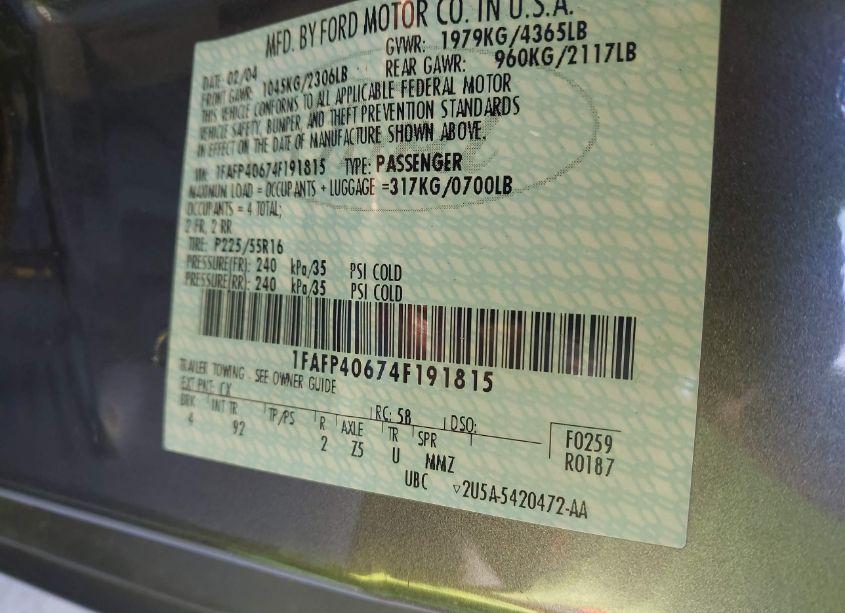 MFD. BY FORD MOTOR CO. IN U.S.A.
DATE: 02/04 GVWR: 1979KG/4365LB
FRONT GAWR: 1045KG/2306LB REAR GAWR: 960KG/2117LB
THIS VEHICLE CONFORMS TO ALL APPLICABLE FEDERAL MOTOR
VEHICLE SAFETY, BUMPER, AND THEFT PREVENTION STANDARDS
IN EFFECT ON THE DATE OF MANUFACTURE SHOWN ABOVE.
VIN: 1FAFP40674F191815 TYPE: PASSENGER
MAXIMUM LOAD = OCCUPANTS + LUGGAGE =317KG/0700LB
OCCUPANTS = 4 TOTAL;
2 FR, 2 RR
TIRE: P225/55R16
PRESSURE(FR): 240 kPa/35 PSI COLD
PRESSURE(RR): 240 kPa/35 PSI COLD
1FAFP40674F191815
TRAILER TOWING - SEE OWNER GUIDE
EXT PNT: CX RC: 58 DSO:
BRK INT TR TP/PS R AXLE TR SPR
4 92 2 Z5 U MMZ
F0259
R0187
UBC ▽2U5A-5420472-AA